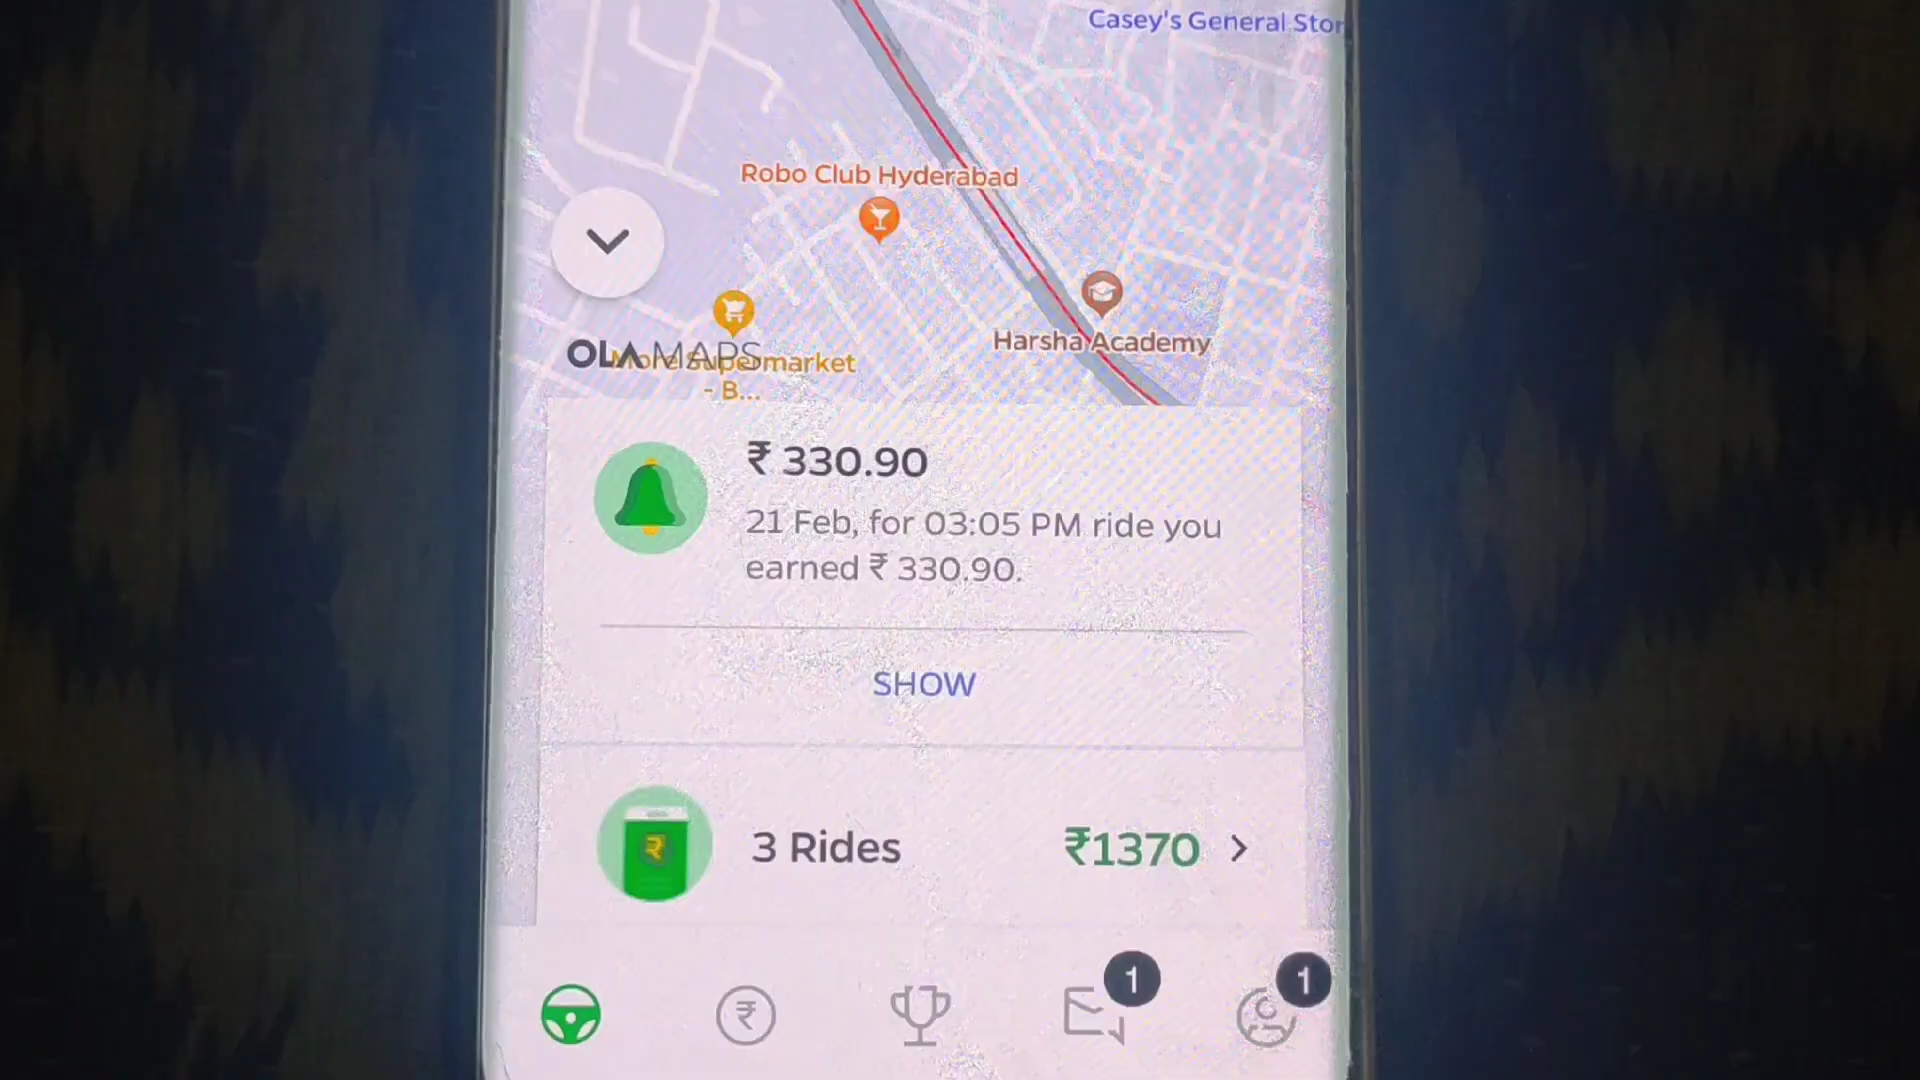 Casey's General Stor
Robo Club Hyderabad
Harsha Academy
OLA MAPS
More Supermarket
- B...
₹ 330.90
21 Feb, for 03:05 PM ride you
earned ₹ 330.90.
SHOW
₹
3 Rides
₹1370
1
1
₹